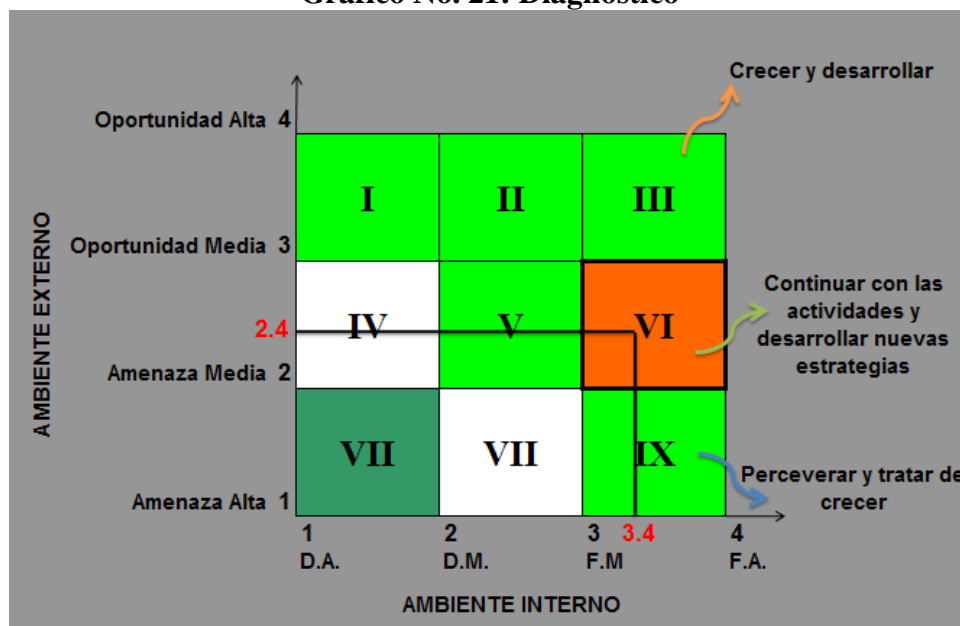 Gráfico No. 21: Diagnóstico
Crecer y desarrollar
Oportunidad Alta 4
I
II
III
Oportunidad Media 3
AMBIENTE EXTERNO
Continuar con las
actividades y
desarrollar nuevas
estrategias
2.4
IV
V
VI
Amenaza Media 2
VII
VII
IX
Perceverar y tratar de
crecer
Amenaza Alta 1
1
2
3
3.4
4
D.A.
D.M.
F.M
F.A.
AMBIENTE INTERNO